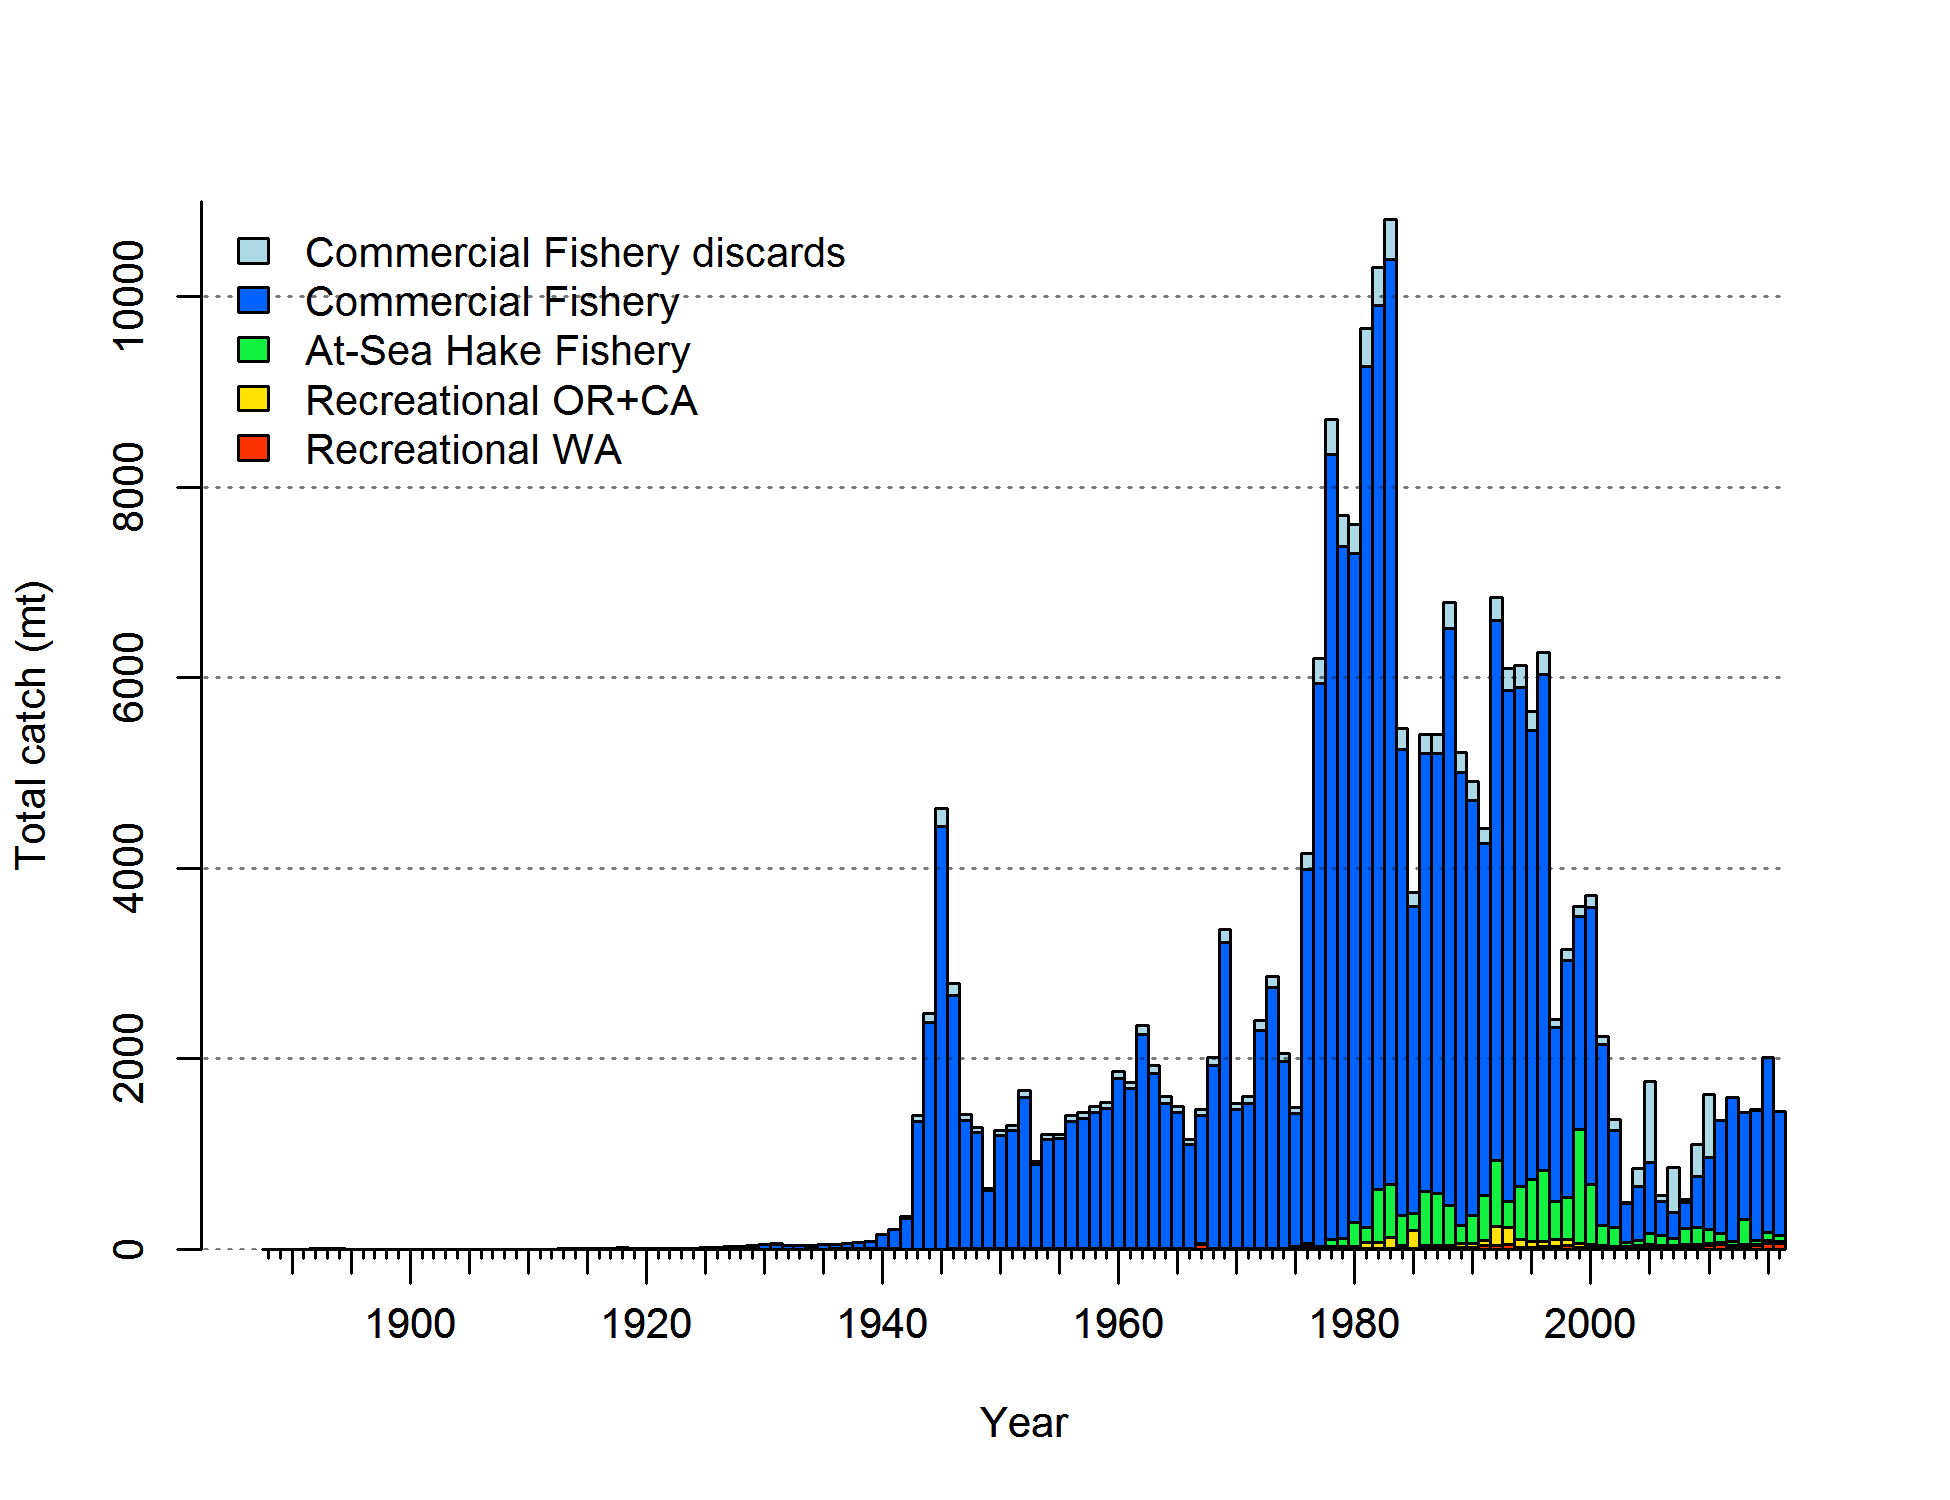 Commercial Fishery discards
Commercial Fishery
At-Sea Hake Fishery
Recreational OR+CA
Recreational WA
Total catch (mt)
10000
8000
6000
4000
2000
0
1900 1920 1940 1960 1980 2000
Year